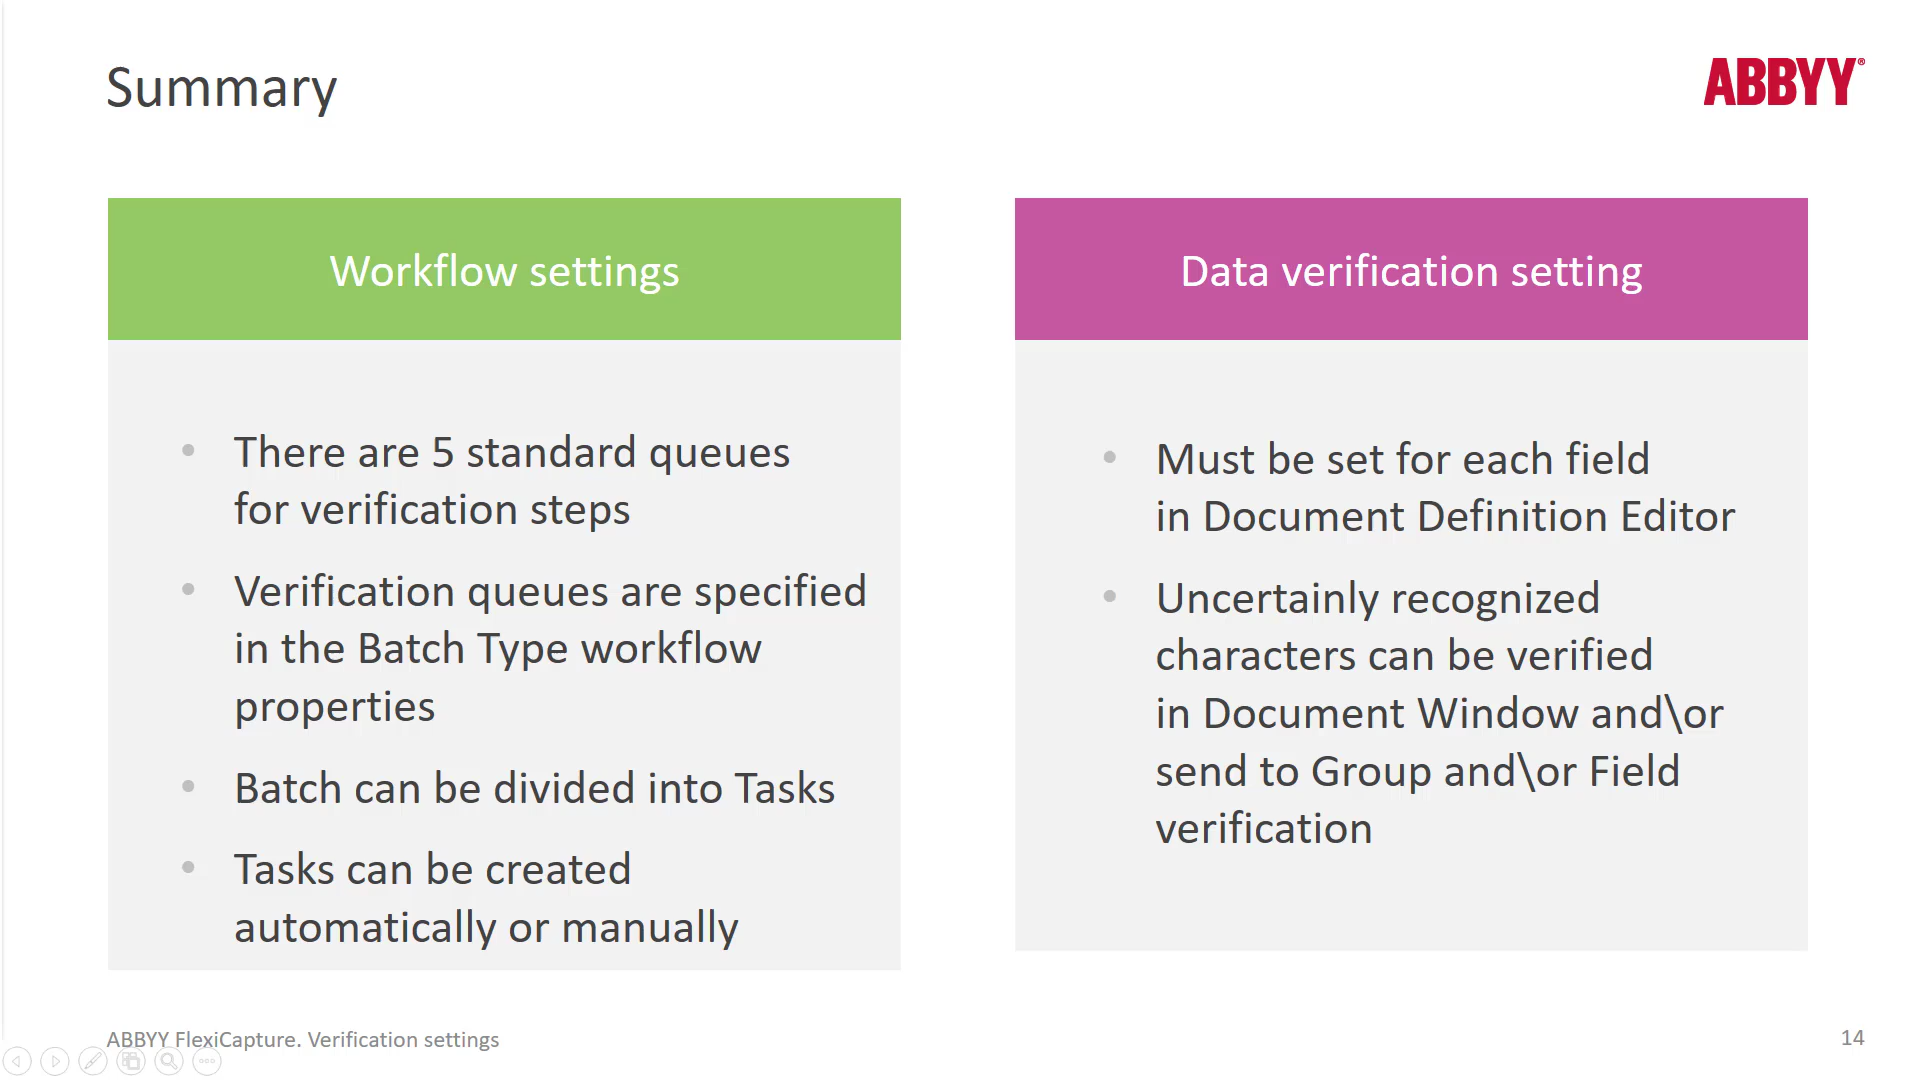 Summary
ABBYY®
Workflow settings
• There are 5 standard queues
for verification steps
• Verification queues are specified
in the Batch Type workflow
properties
• Batch can be divided into Tasks
• Tasks can be created
automatically or manually
Data verification setting
• Must be set for each field
in Document Definition Editor
• Uncertainly recognized
characters can be verified
in Document Window and\or
send to Group and\or Field
verification
ABBYY FlexiCapture. Verification settings
14